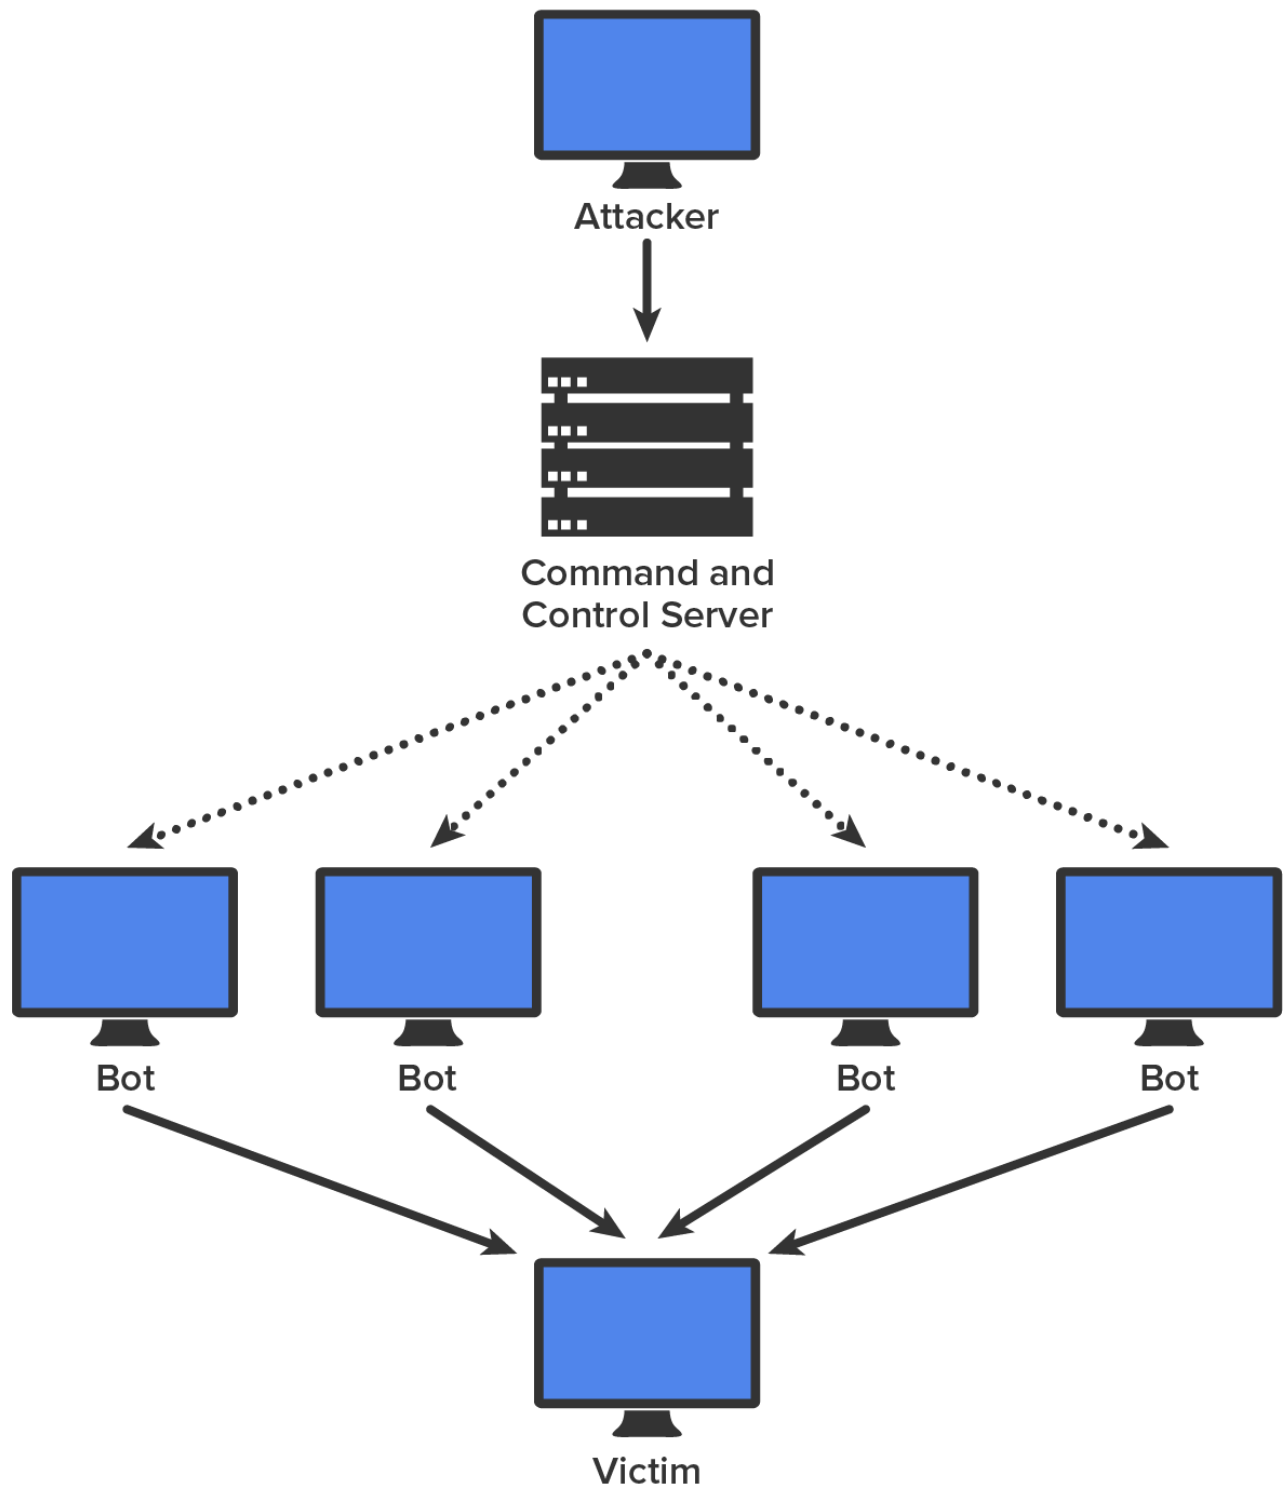 Attacker
Command and
Control Server
Bot
Bot
Bot
Bot
Victim